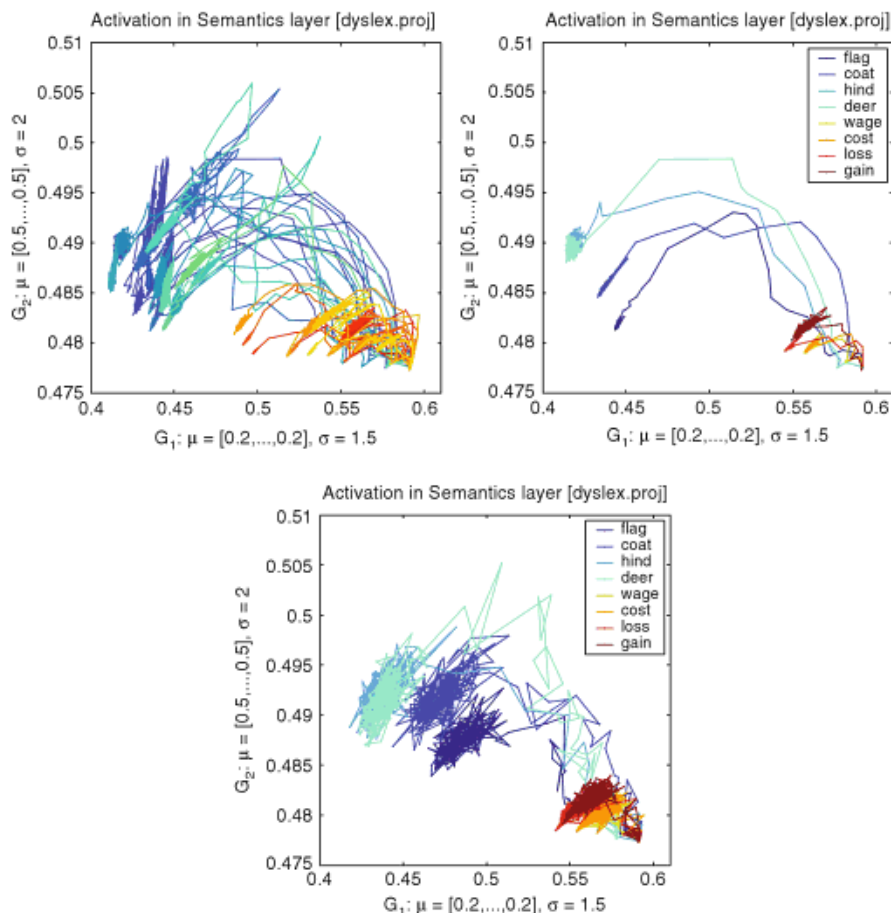 Activation in Semantics layer [dyslex.proj]
0.51
0.505
0.5
0.495
0.49
0.485
0.48
0.475
G2: μ = [0.5,...,0.5], σ = 2
0.4 0.45 0.5 0.55 0.6
G1: μ = [0.2,...,0.2], σ = 1.5
Activation in Semantics layer [dyslex.proj]
0.51
0.505
0.5
0.495
0.49
0.485
0.48
0.475
G2: μ = [0.5,...,0.5], σ = 2
flag
coat
hind
deer
wage
cost
loss
gain
0.4 0.45 0.5 0.55 0.6
G1: μ = [0.2,...,0.2], σ = 1.5
Activation in Semantics layer [dyslex.proj]
0.51
0.505
0.5
0.495
0.49
0.485
0.48
0.475
G2: μ = [0.5,...,0.5], σ = 2
flag
coat
hind
deer
wage
cost
loss
gain
0.4 0.45 0.5 0.55 0.6
G1: μ = [0.2,...,0.2], σ = 1.5